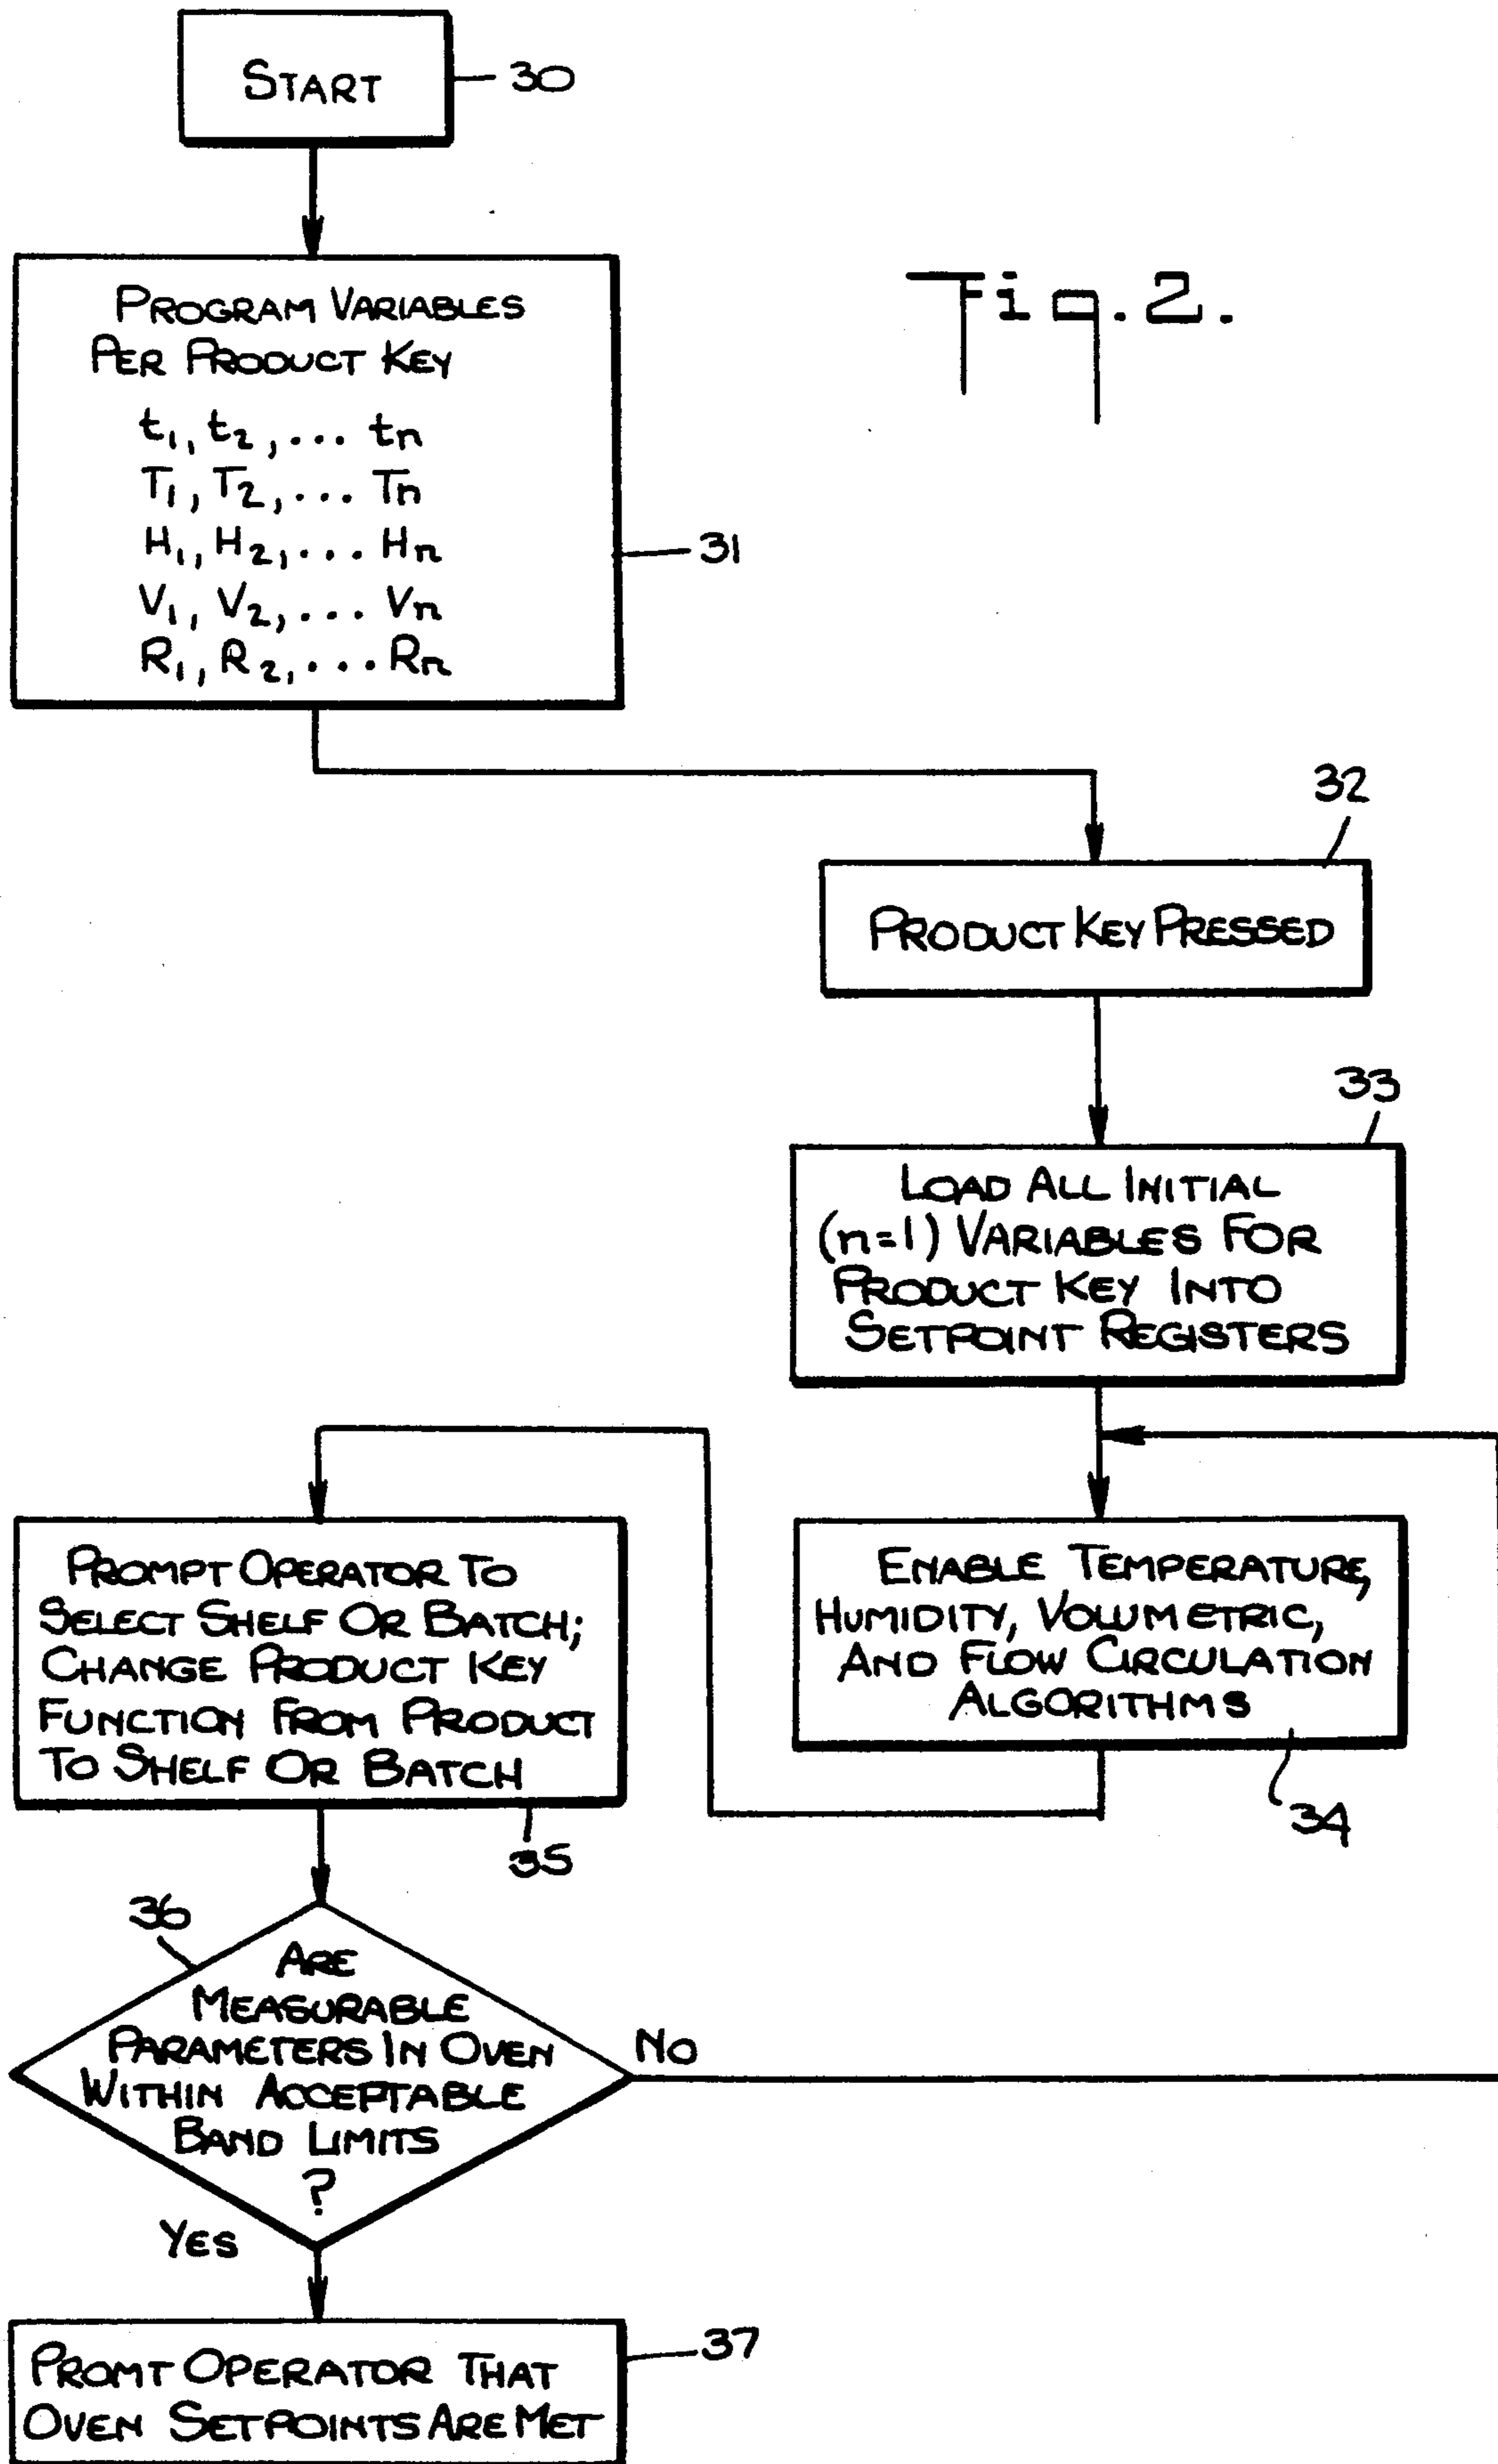 START
30
Fig. 2.
PROGRAM VARIABLES
PER PRODUCT KEY
t₁, t₂, ... tn
T₁, T₂, ... Tn
H₁, H₂, ... Hn
V₁, V₂, ... Vn
R₁, R₂, ... Rn
31
32
PRODUCT KEY PRESSED
33
LOAD ALL INITIAL
(n=1) VARIABLES FOR
PRODUCT KEY INTO
SETPOINT REGISTERS
ENABLE TEMPERATURE,
HUMIDITY, VOLUMETRIC,
AND FLOW CIRCULATION
ALGORITHMS
34
PROMPT OPERATOR TO
SELECT SHELF OR BATCH;
CHANGE PRODUCT KEY
FUNCTION FROM PRODUCT
TO SHELF OR BATCH
35
36
ARE
MEASURABLE
PARAMETERS IN OVEN
WITHIN ACCEPTABLE
BAND LIMITS
?
NO
YES
PROMT OPERATOR THAT
OVEN SETPOINTS ARE MET
37